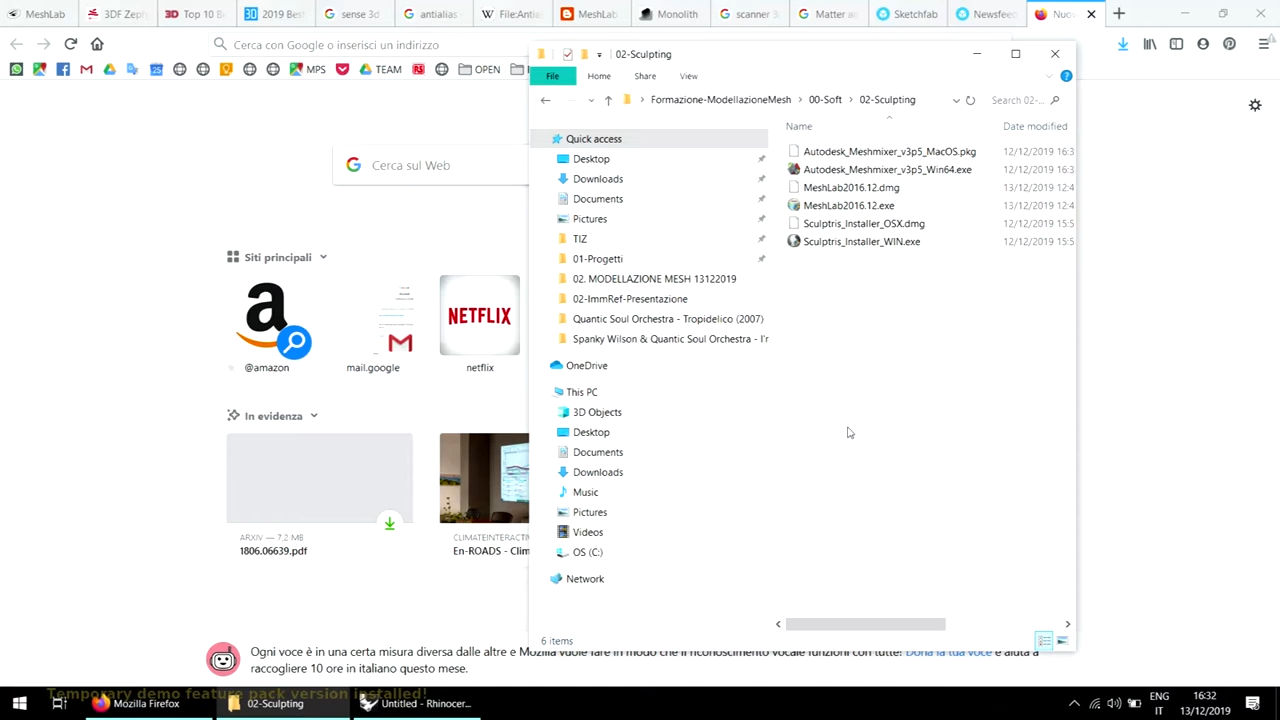 MeshLab
3DF Zeph
Top 10 B
2019 Best
sense 3d
antialias
File:Antia
MeshLab
Monolith
scanner 3
Matter a
Sketchfab
Newsfee
Nuov
Cerca con Google o inserisci un indirizzo
MPS
TEAM
OPEN
02-Sculpting
File
Home
Share
View
Formazione-ModellazioneMesh
00-Soft
02-Sculpting
Search 02-...
Quick access
Desktop
Downloads
Documents
Pictures
TIZ
01-Progetti
02. MODELLAZIONE MESH 13122019
02-ImmRef-Presentazione
Quantic Soul Orchestra - Tropidelico (2007)
Spanky Wilson & Quantic Soul Orchestra - I'r
OneDrive
This PC
3D Objects
Desktop
Documents
Downloads
Music
Pictures
Videos
OS (C:)
Network
Name
Date modified
Autodesk_Meshmixer_v3p5_MacOS.pkg
12/12/2019 16:3
Autodesk_Meshmixer_v3p5_Win64.exe
12/12/2019 16:3
MeshLab2016.12.dmg
13/12/2019 12:4
MeshLab2016.12.exe
13/12/2019 12:4
Sculptris_Installer_OSX.dmg
12/12/2019 15:5
Sculptris_Installer_WIN.exe
12/12/2019 15:5
6 items
Cerca sul Web
Siti principali
@amazon
mail.google
NETFLIX
netflix
In evidenza
ARXIV — 7,2 MB
1806.06639.pdf
CLIMATEINTERACTIV
En-ROADS - Clim
Ogni voce è in una certa misura diversa dalle altre e Mozilla vuole fare in modo che il riconoscimento vocale funzioni con tutte! Dona la tua voce e aiuta a
raccogliere 10 ore in italiano questo mese.
Temporary demo feature pack version installed!
Mozilla Firefox
02-Sculpting
Untitled - Rhinocer...
ENG
IT
16:32
13/12/2019